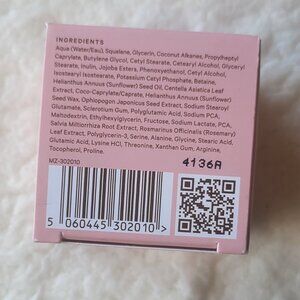 INGREDIENTS
Aqua (Water/Eau), Squalane, Glycerin, Coconut Alkanes, Propylheptyl
Caprylate, Butylene Glycol, Cetyl Stearate, Cetearyl Alcohol, Glyceryl
Stearate, Inulin, Jojoba Esters, Phenoxyethanol, Cetyl Alcohol,
Isostearyl Isostearate, Potassium Cetyl Phosphate, Betaine,
Helianthus Annuus (Sunflower) Seed Oil, Centella Asiatica Leaf
Extract, Coco-Caprylate/Caprate, Helianthus Annuus (Sunflower)
Seed Wax, Ophiopogon Japonicus Root Extract, Sodium Stearoyl
Glutamate, Sclerotium Gum, Polyglycerin-3, Sodium PCA,
Maltodextrin, Ethylhexylglycerin, Fructose, Sodium Lactate, PCA,
Salvia Miltiorrhiza Root Extract, Rosmarinus Officinalis (Rosemary)
Leaf Extract, Serine, Alanine, Glycine, Stearic Acid,
Glutamic Acid, Lysine HCl, Threonine, Xanthan Gum, Arginine,
Tocopherol, Proline.
MZ-302010
4136A
5 060445 302010 >